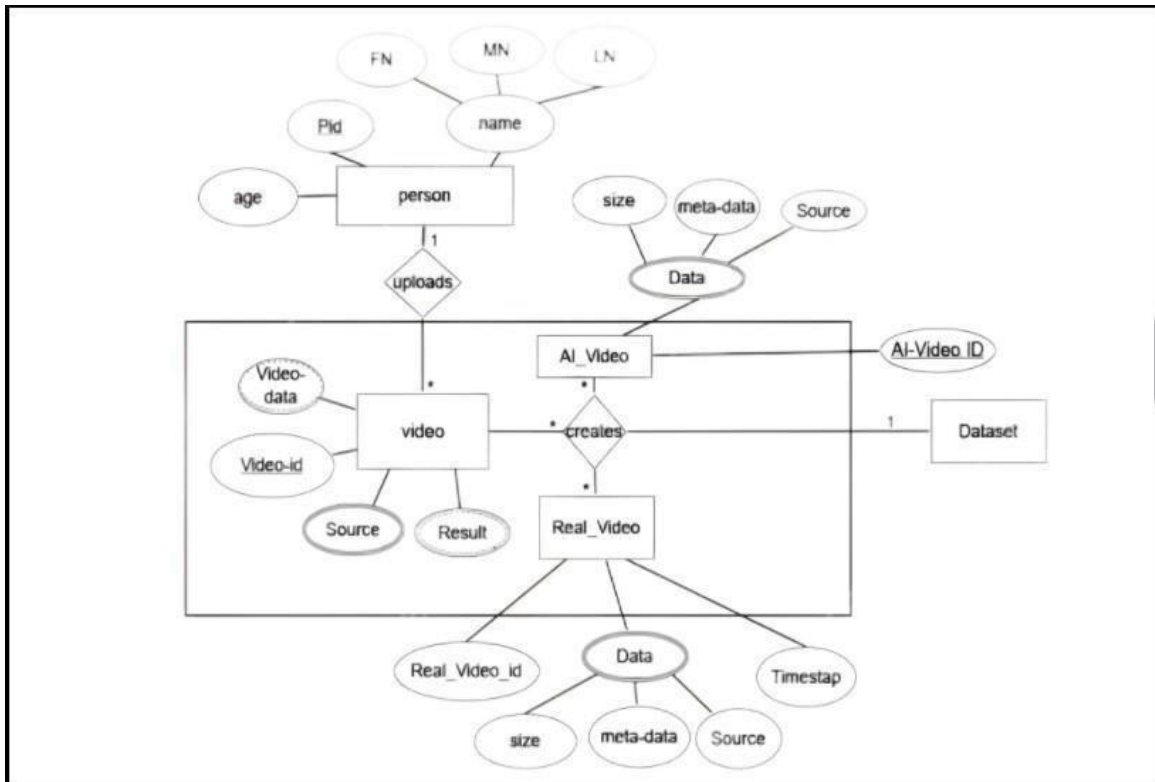 FN
MN
LN
name
Pid
age
person
1
uploads
size
meta-data
Source
Data
AI_Video
AI-Video ID
*
*
Video-
data
video
*
creates
1
Dataset
Video-id
*
Source
Result
Real_Video
Real_Video_id
Data
Timestap
size
meta-data
Source